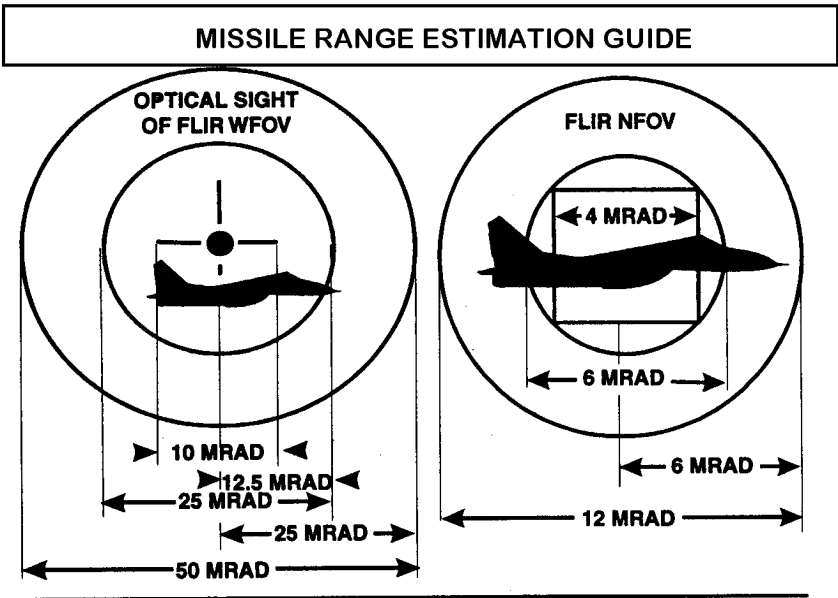 MISSILE RANGE ESTIMATION GUIDE
OPTICAL SIGHT
OF FLIR WFOV
10 MRAD
12.5 MRAD
25 MRAD
25 MRAD
50 MRAD
FLIR NFOV
4 MRAD
6 MRAD
6 MRAD
12 MRAD